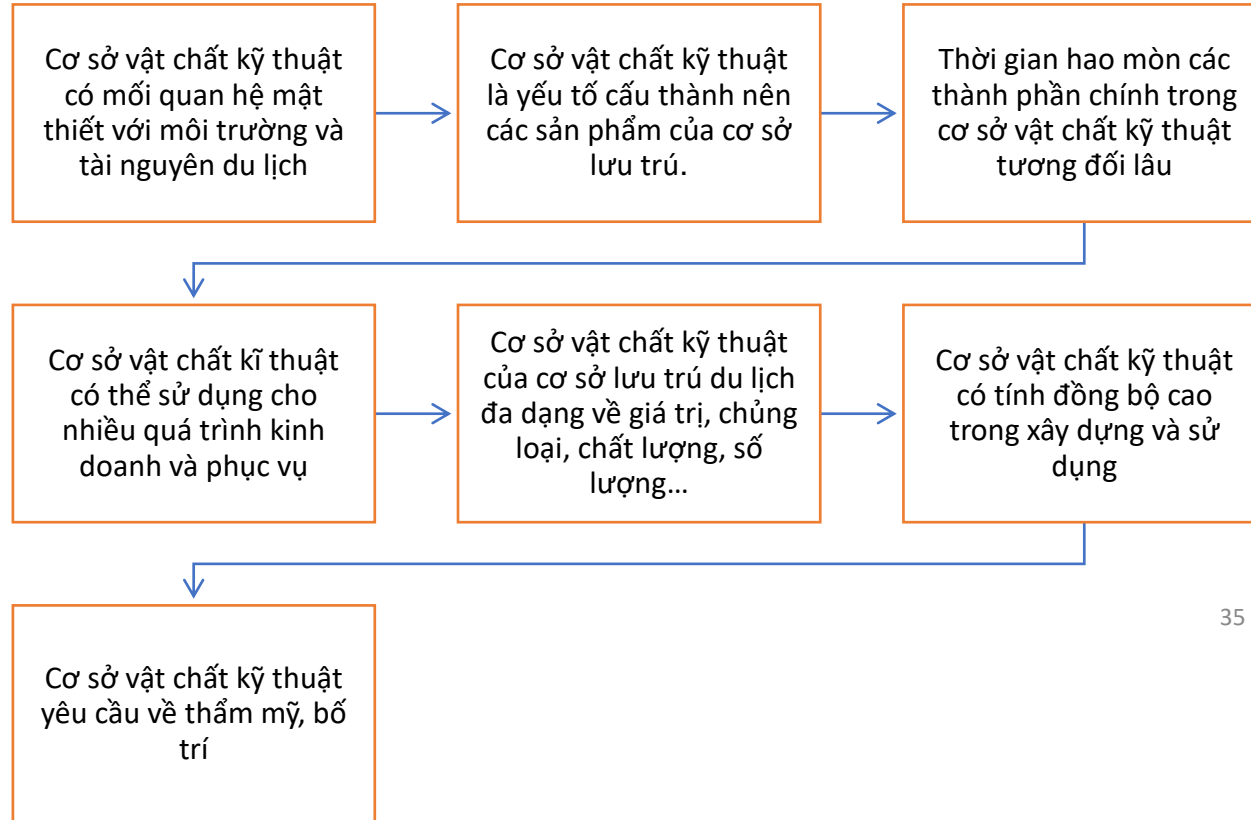 Cơ sở vật chất kỹ thuật
có mối quan hệ mật
thiết với môi trường và
tài nguyên du lịch
Cơ sở vật chất kỹ thuật
là yếu tố cấu thành nên
các sản phẩm của cơ sở
lưu trú.
Thời gian hao mòn các
thành phần chính trong
cơ sở vật chất kỹ thuật
tương đối lâu
Cơ sở vật chất kĩ thuật
có thể sử dụng cho
nhiều quá trình kinh
doanh và phục vụ
Cơ sở vật chất kỹ thuật
của cơ sở lưu trú du lịch
đa dạng về giá trị, chủng
loại, chất lượng, số
lượng...
Cơ sở vật chất kỹ thuật
có tính đồng bộ cao
trong xây dựng và sử
dụng
Cơ sở vật chất kỹ thuật
yêu cầu về thẩm mỹ, bố
trí
35